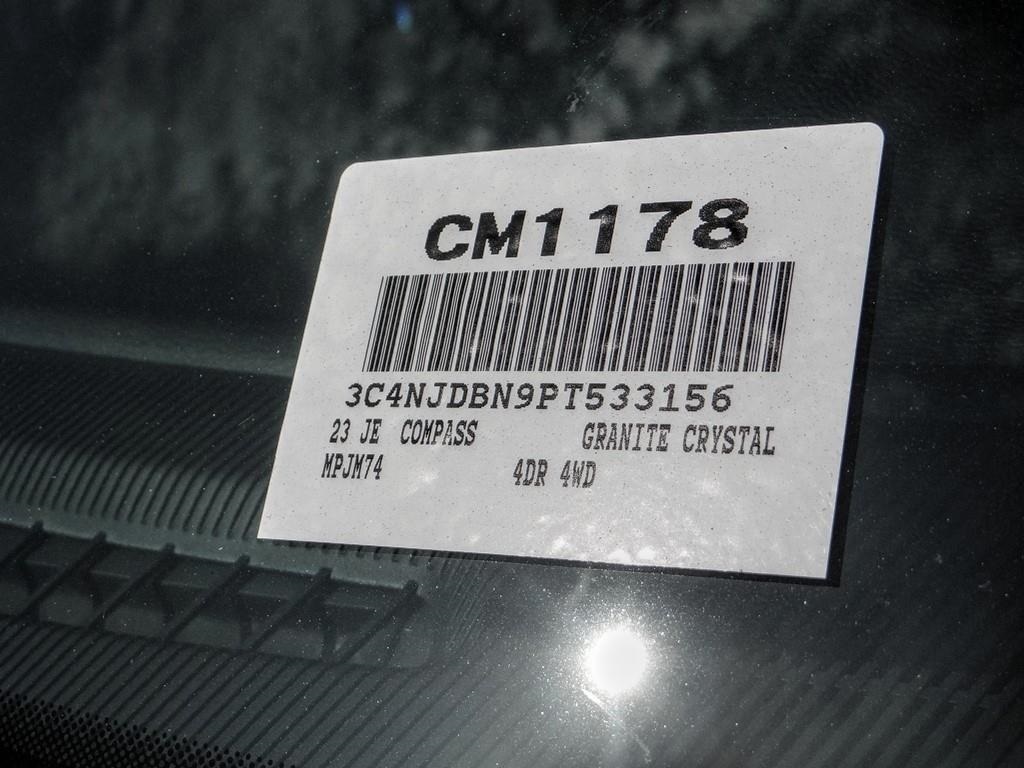 CM1178
3C4NJDBN9PT533156
23 JE COMPASS GRANITE CRYSTAL
MPJM74 4DR 4WD